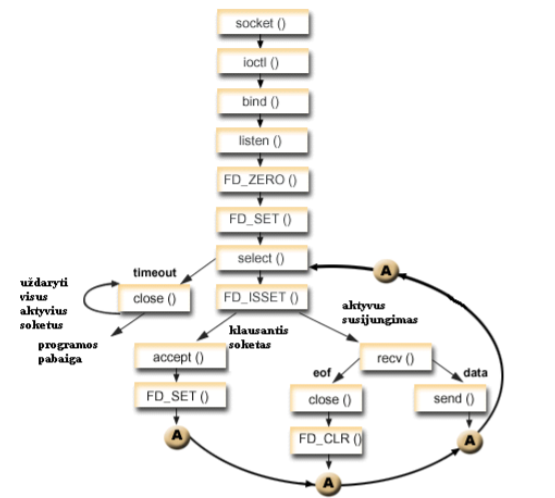 socket ()
ioctl ()
bind ()
listen ()
FD_ZERO ()
FD_SET ()
select ()
A
timeout
uždaryti
visus
aktyvius
soketus
close ()
FD_ISSET ()
aktyvus
susijungimas
programos
pabaiga
klausantis
soketas
accept ()
recv ()
eof
data
FD_SET ()
close ()
send ()
A
FD_CLR ()
A
A